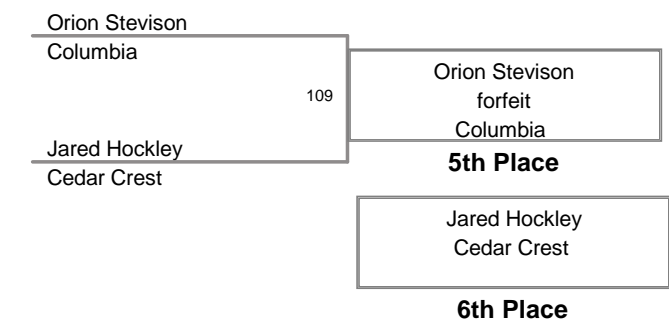 Orion Stevison
Columbia
109
Jared Hockley
Cedar Crest
Orion Stevison
forfeit
Columbia
5th Place
Jared Hockley
Cedar Crest
6th Place